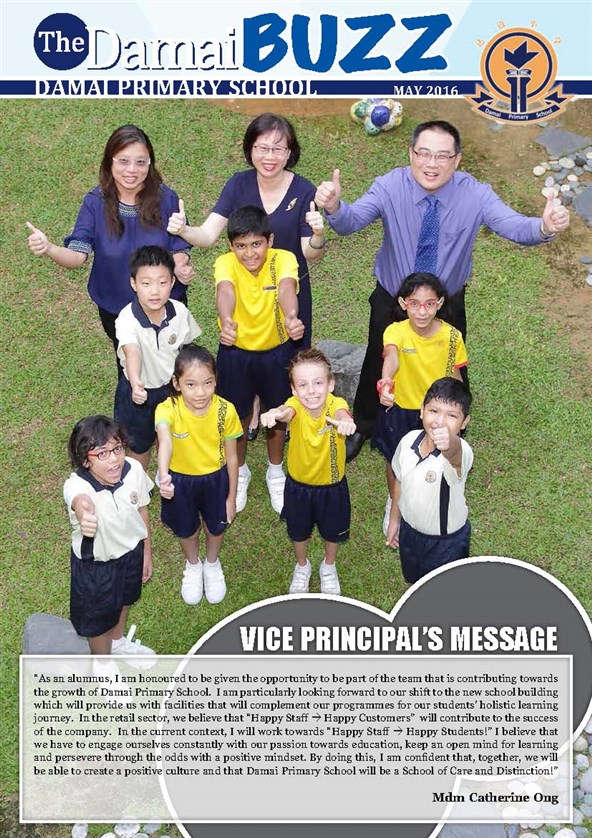 The Damai BUZZ
DAMAI PRIMARY SCHOOL
MAY 2016
Damai Primary School
VICE PRINCIPAL'S MESSAGE
"As an alumnus, I am honoured to be given the opportunity to be part of the team that is contributing towards
the growth of Damai Primary School. I am particularly looking forward to our shift to the new school building
which will provide us with facilities that will complement our programmes for our students' holistic learning
journey. In the retail sector, we believe that "Happy Staff → Happy Customers" will contribute to the success
of the company. In the current context, I will work towards "Happy Staff → Happy Students!" I believe that
we have to engage ourselves constantly with our passion towards education, keep an open mind for learning
and persevere through the odds with a positive mindset. By doing this, I am confident that, together, we will
be able to create a positive culture and that Damai Primary School will be a School of Care and Distinction!"
Mdm Catherine Ong